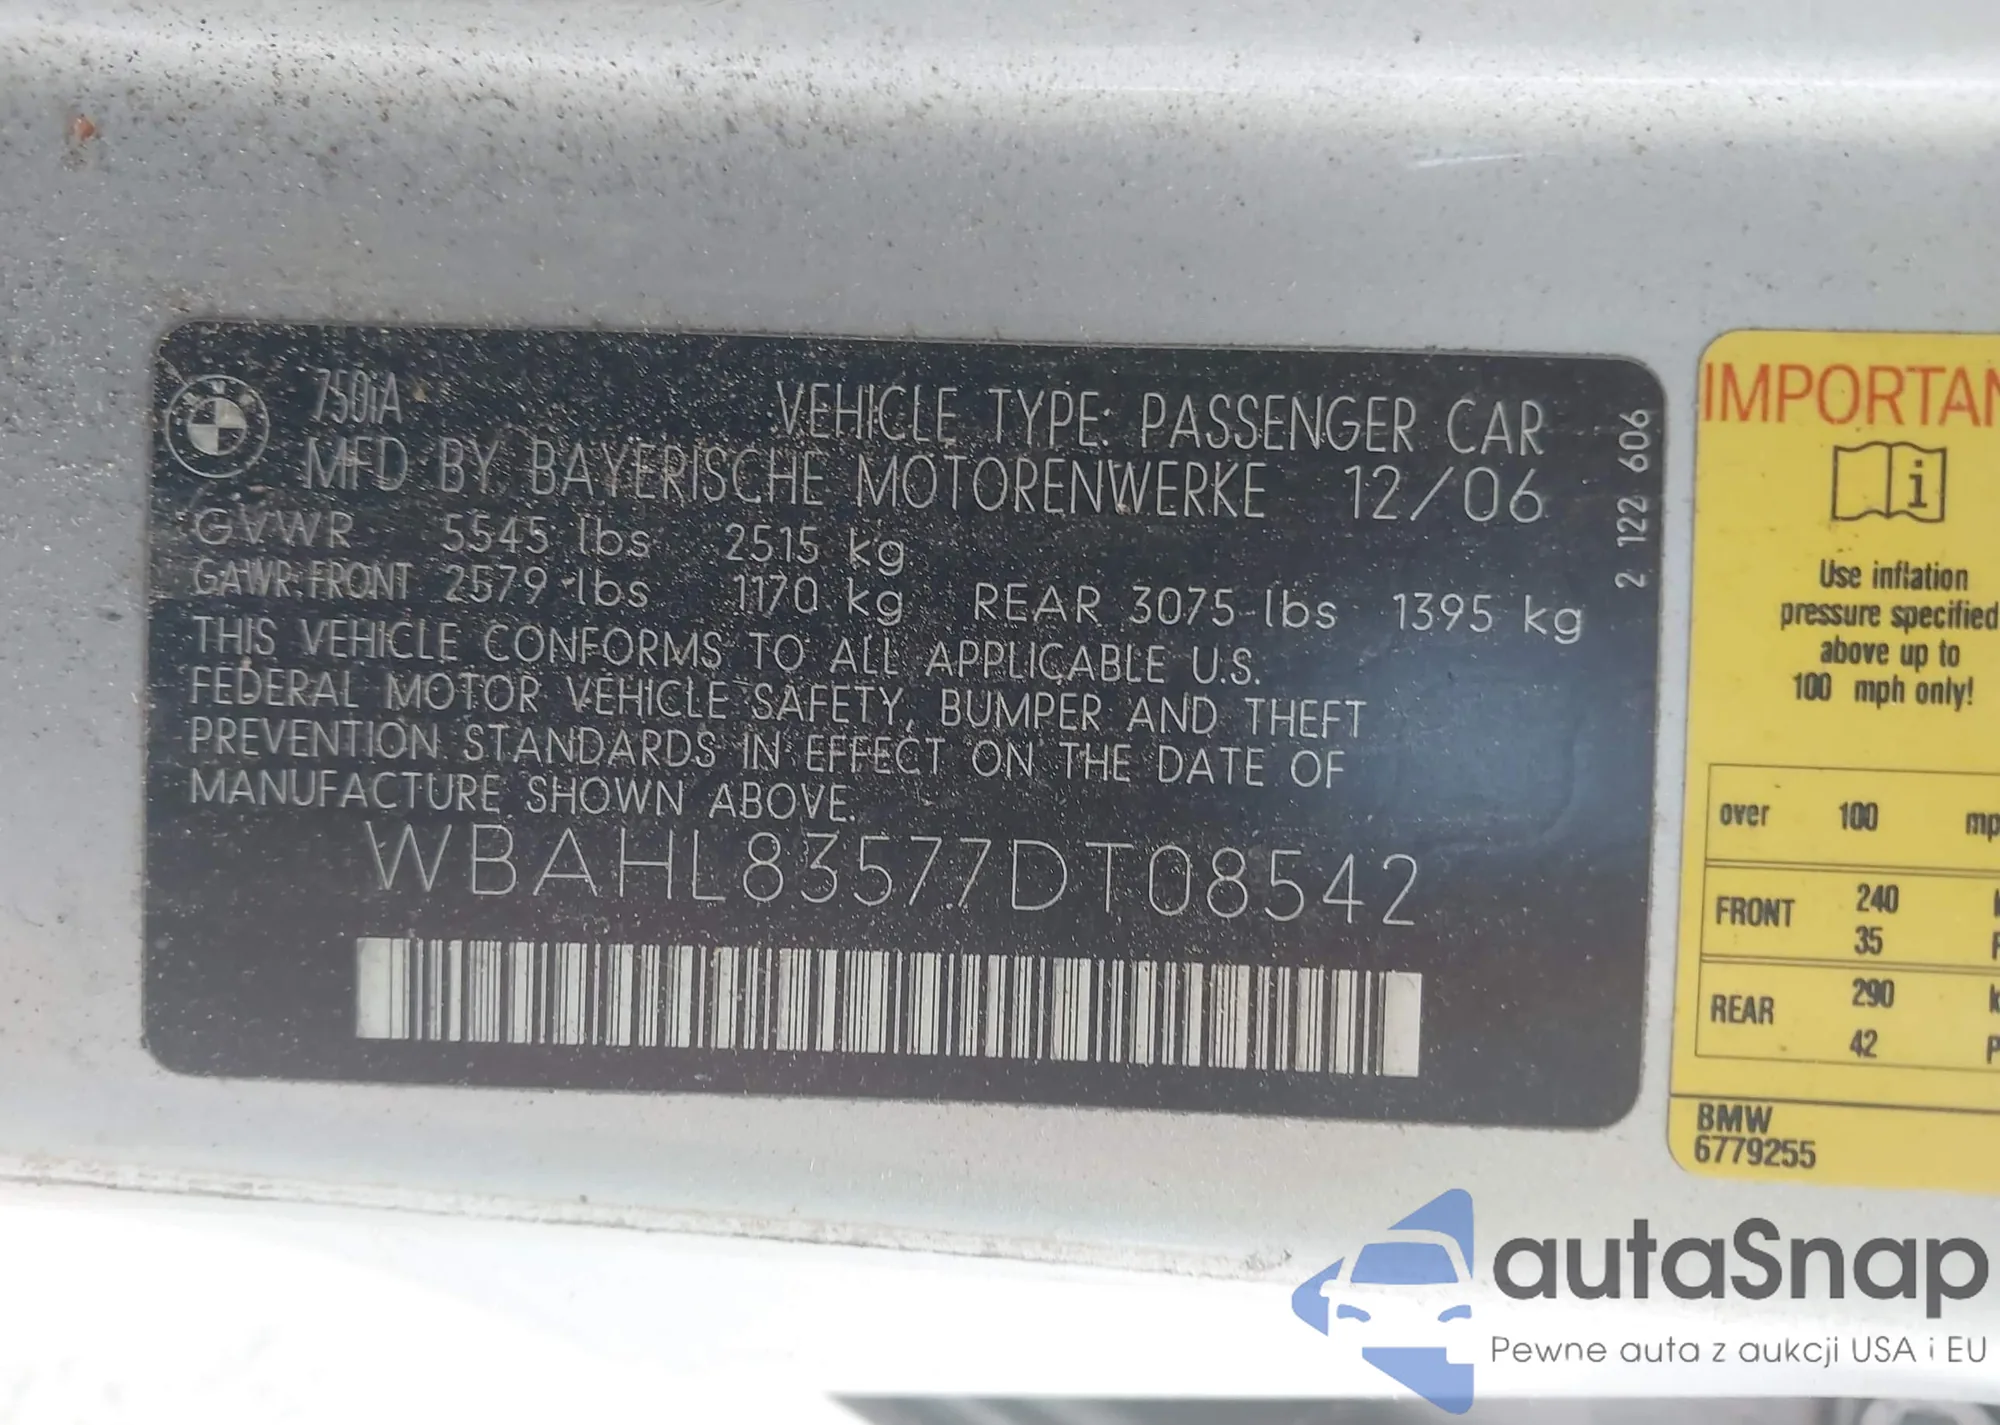 750iA
VEHICLE TYPE: PASSENGER CAR
MFD BY BAYERISCHE MOTORENWERKE 12/06
GVWR 5545 lbs 2515 kg
GAWR FRONT 2579 lbs 1170 kg REAR 3075 lbs 1395 kg
THIS VEHICLE CONFORMS TO ALL APPLICABLE U.S.
FEDERAL MOTOR VEHICLE SAFETY, BUMPER AND THEFT
PREVENTION STANDARDS IN EFFECT ON THE DATE OF
MANUFACTURE SHOWN ABOVE.
WBAHL83577DT08542
2 122 606
IMPORTAN
i
Use inflation
pressure specified
above up to
100 mph only!
over 100 mp
FRONT 240 k
35 P
REAR 290 k
42 P
BMW
6779255
autoSnap
Pewne auta z aukcji USA i EU